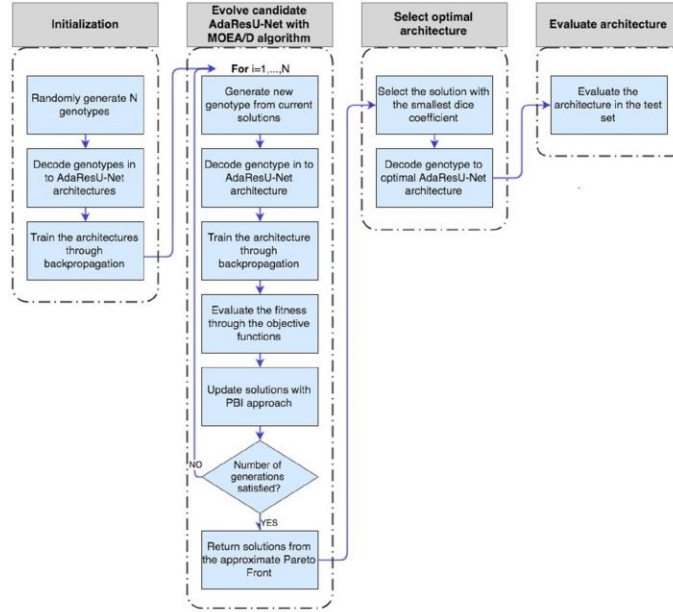 Initialization
Randomly generate N
genotypes
Decode genotypes in
to AdaResU-Net
architectures
Train the architectures
through
backpropagation
Evolve candidate
AdaResU-Net with
MOEA/D algorithm
For i=1,...,N
Generate new
genotype from current
solutions
Decode genotype in to
AdaResU-Net
architecture
Train the architecture
through
backpropagation
Evaluate the fitness
through the objective
functions
Update solutions with
PBI approach
Number of
generations
satisfied?
NO
YES
Return solutions from
the approximate Pareto
Front
Select optimal
architecture
Select the solution with
the smallest dice
coefficient
Decode genotype to
optimal AdaResU-Net
architecture
Evaluate architecture
Evaluate the
architecture in the test
set